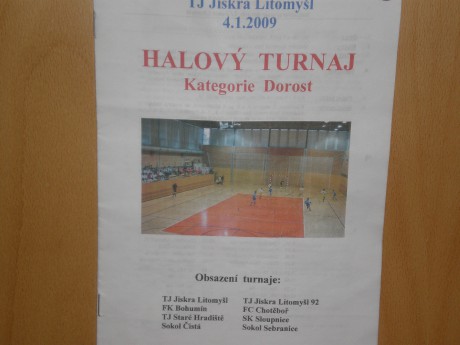 TJ Jiskra Litomyšl
4.1.2009
HALOVÝ TURNAJ
Kategorie Dorost
Obsazení turnaje:
TJ Jiskra Litomyšl TJ Jiskra Litomyšl 92
FK Bohumín FC Chotěboř
TJ Staré Hradiště SK Sloupnice
Sokol Čistá Sokol Sebranice